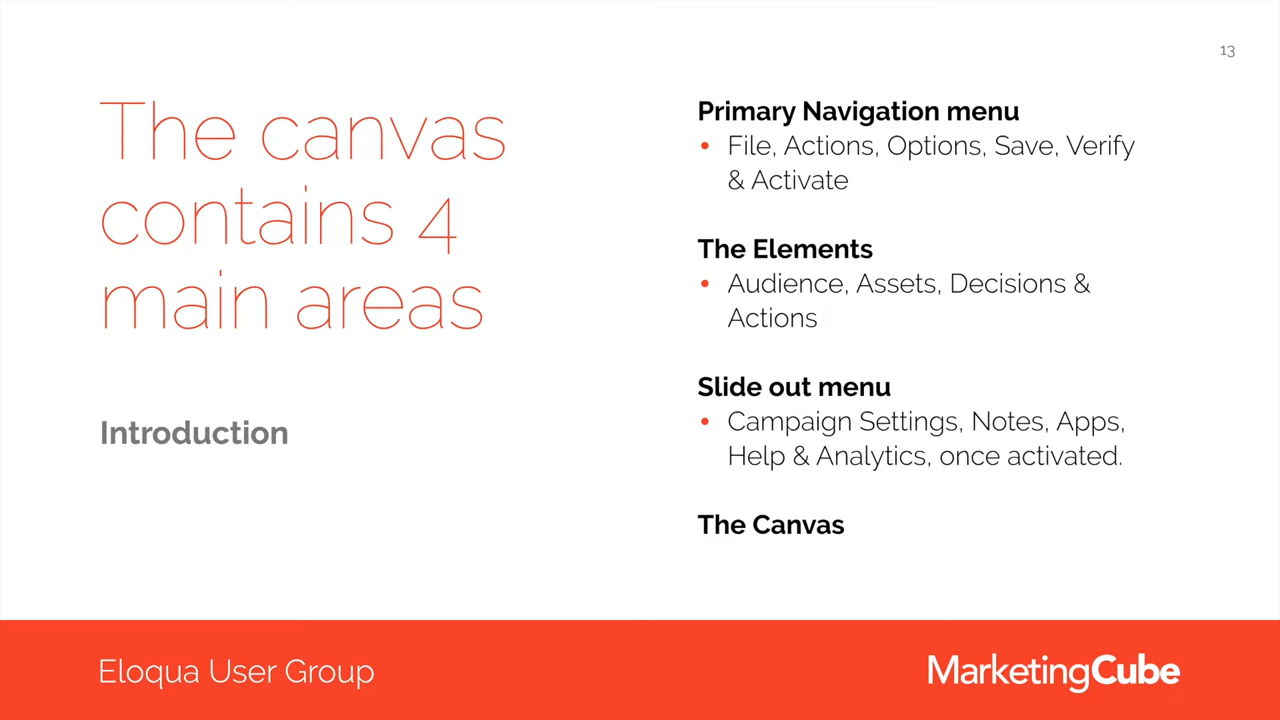 13
The canvas
contains 4
main areas
Introduction
Primary Navigation menu
• File, Actions, Options, Save, Verify
& Activate
The Elements
• Audience, Assets, Decisions &
Actions
Slide out menu
• Campaign Settings, Notes, Apps,
Help & Analytics, once activated.
The Canvas
Eloqua User Group
MarketingCube